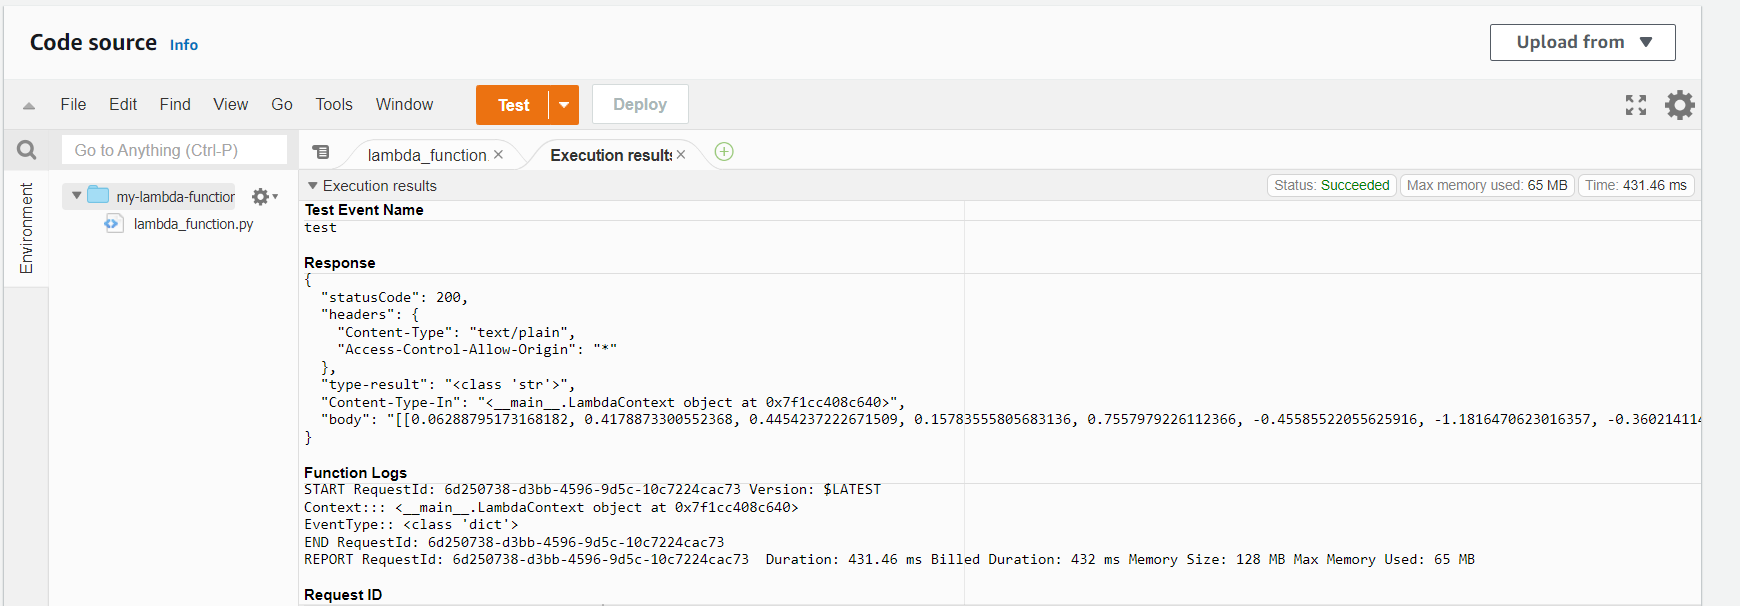 Code source Info
Upload from
File Edit Find View Go Tools Window Test Deploy
Go to Anything (Ctrl-P)
lambda_function.
Execution results
Environment
my-lambda-function
lambda_function.py
Execution results
Status: Succeeded Max memory used: 65 MB Time: 431.46 ms
Test Event Name
test
Response
{
"statusCode": 200,
"headers": {
"Content-Type": "text/plain",
"Access-Control-Allow-Origin": "*"
},
"type-result": "<class 'str'>",
"Content-Type-In": "<__main__.LambdaContext object at 0x7f1cc408c640>",
"body": "[[0.06288795173168182, 0.4178873300552368, 0.4454237222671509, 0.15783555805683136, 0.7557979226112366, -0.45585522055625916, -1.1816470623016357, -0.360214114
}
Function Logs
START RequestId: 6d250738-d3bb-4596-9d5c-10c7224cac73 Version: $LATEST
Context::: <__main__.LambdaContext object at 0x7f1cc408c640>
EventType:: <class 'dict'>
END RequestId: 6d250738-d3bb-4596-9d5c-10c7224cac73
REPORT RequestId: 6d250738-d3bb-4596-9d5c-10c7224cac73 Duration: 431.46 ms Billed Duration: 432 ms Memory Size: 128 MB Max Memory Used: 65 MB
Request ID